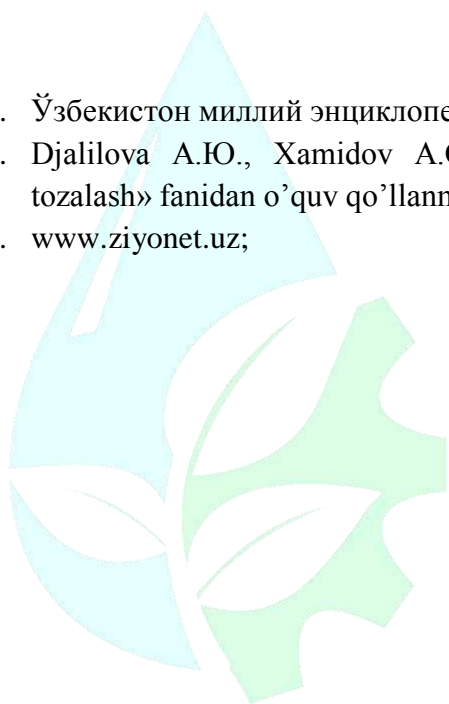 . Ўзбекистон миллий энциклопе
. Djalilova A.Ю., Xamidov A.
tozalash» fanidan o’quv qo’llanm
. www.ziyonet.uz;